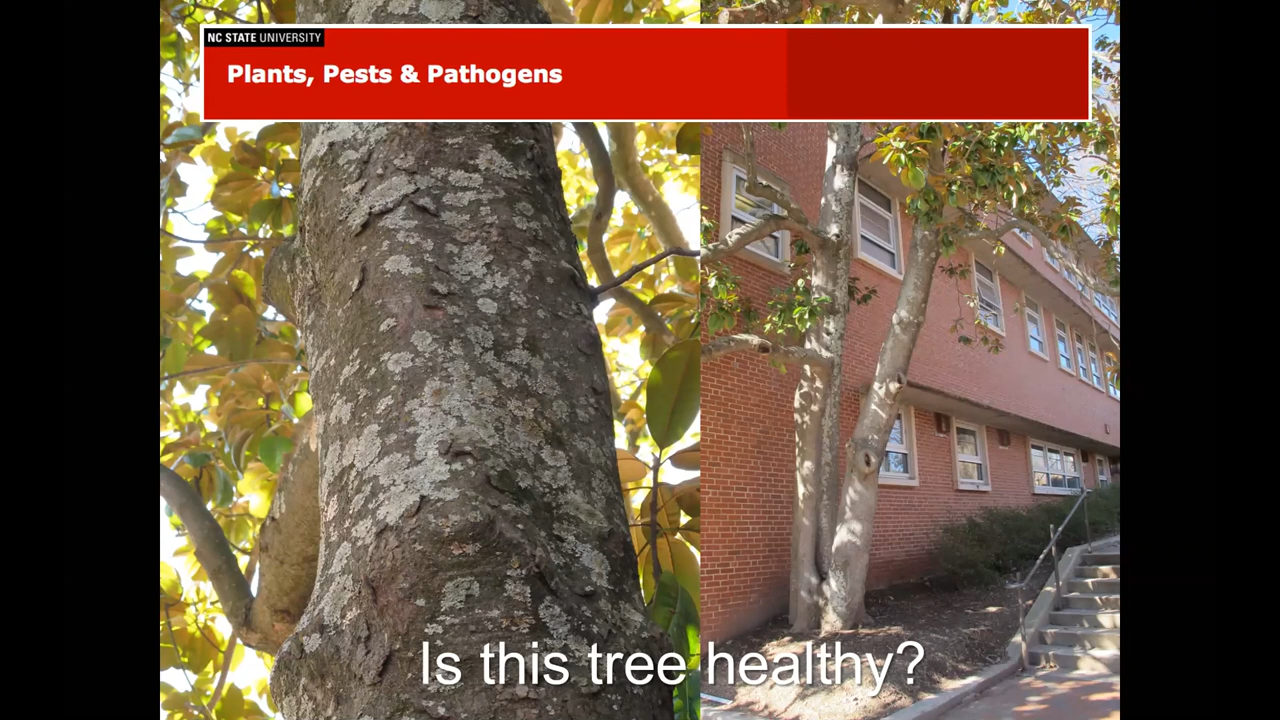 NC STATE UNIVERSITY
Plants, Pests & Pathogens
Is this tree healthy?